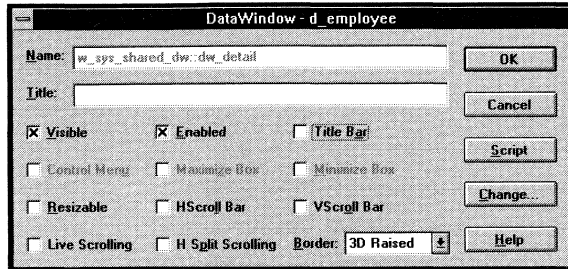 DataWindow - d_employee
Name: w_sys_shared_dw::dw_detail
OK
Title:
Cancel
Visible Enabled Title Bar
Script
Control Menu Maximize Box Minimize Box
Change...
Resizable HScroll Bar VScroll Bar
Live Scrolling H Split Scrolling Border: 3D Raised
Help